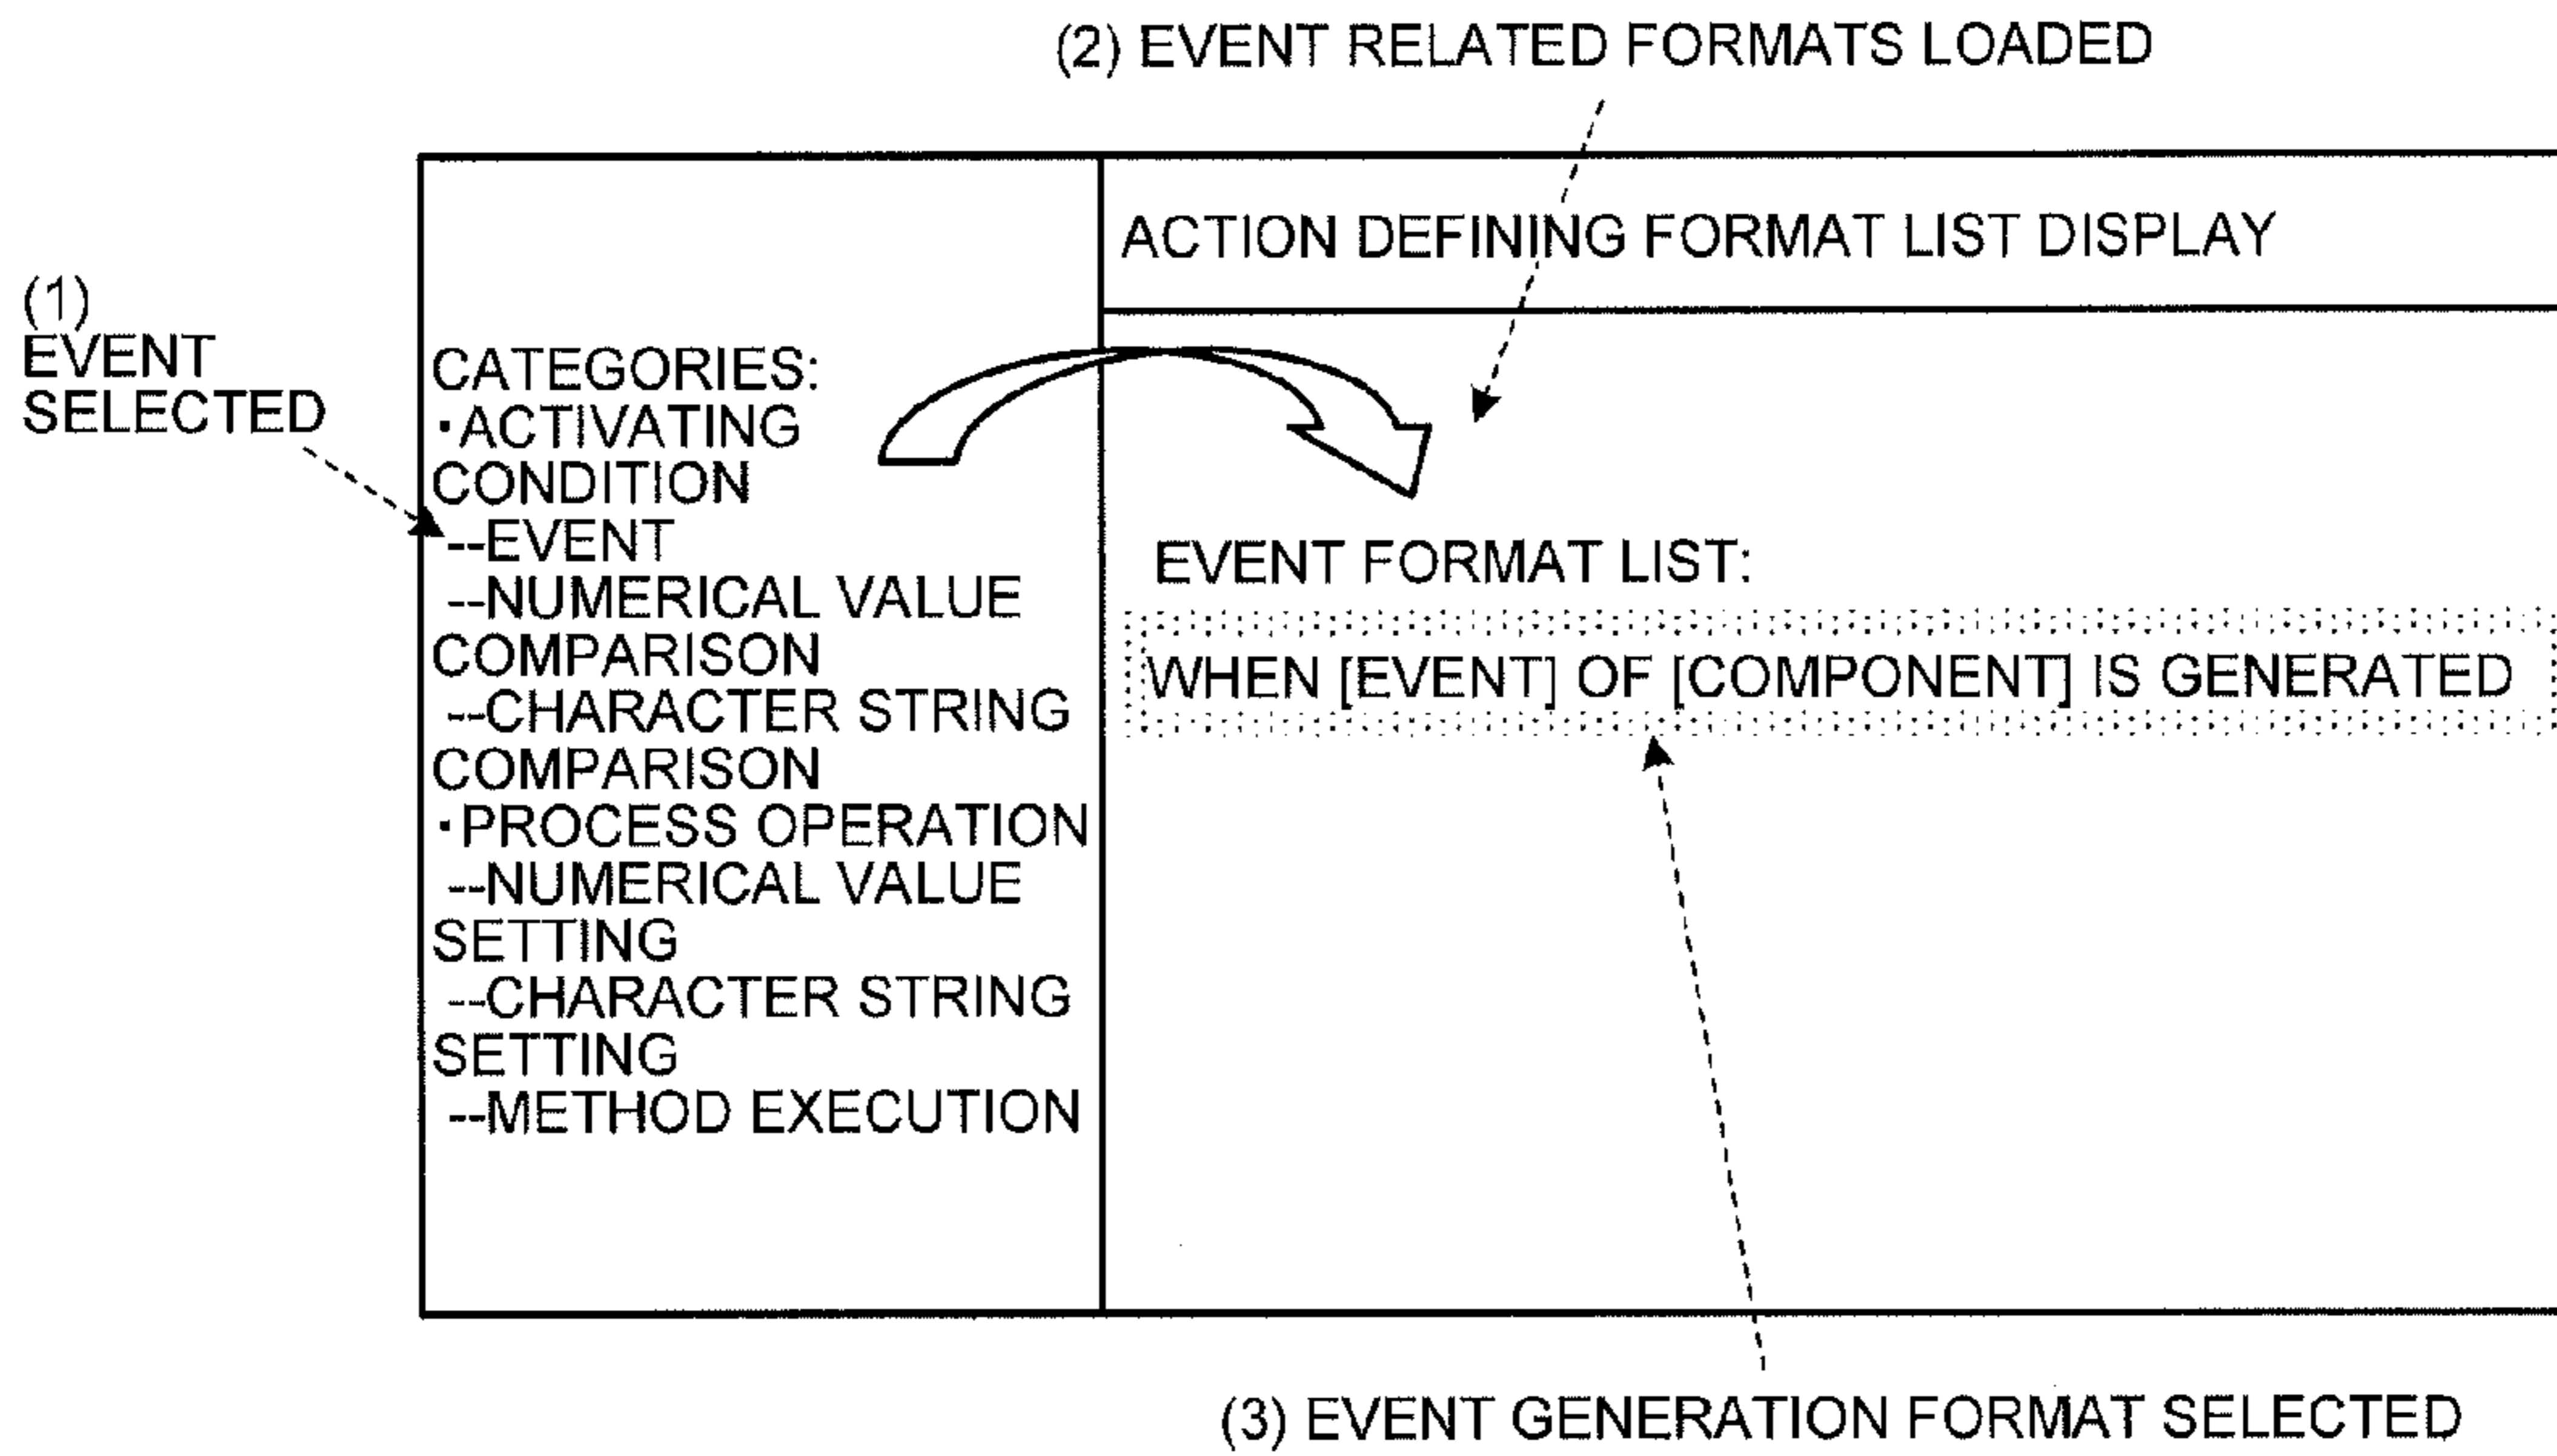 (2) EVENT RELATED FORMATS LOADED
ACTION DEFINING FORMAT LIST DISPLAY
(1)
EVENT
SELECTED
CATEGORIES:
·ACTIVATING
CONDITION
--EVENT
--NUMERICAL VALUE
COMPARISON
--CHARACTER STRING
COMPARISON
·PROCESS OPERATION
--NUMERICAL VALUE
SETTING
--CHARACTER STRING
SETTING
--METHOD EXECUTION
EVENT FORMAT LIST:
WHEN [EVENT] OF [COMPONENT] IS GENERATED
(3) EVENT GENERATION FORMAT SELECTED